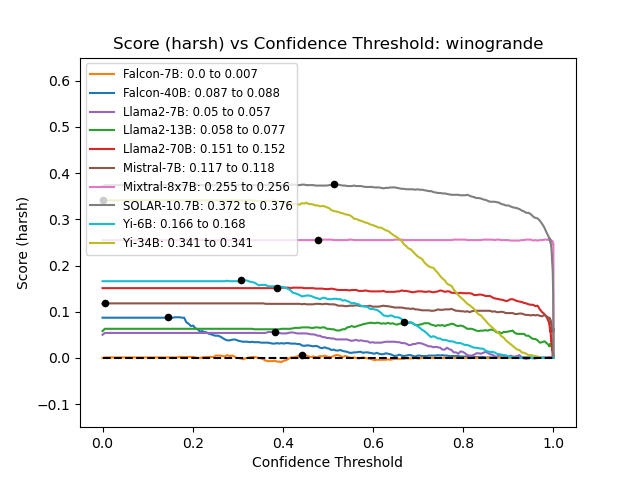 Score (harsh) vs Confidence Threshold: winogrande
Falcon-7B: 0.0 to 0.007
Falcon-40B: 0.087 to 0.088
Llama2-7B: 0.05 to 0.057
Llama2-13B: 0.058 to 0.077
Llama2-70B: 0.151 to 0.152
Mistral-7B: 0.117 to 0.118
Mixtral-8x7B: 0.255 to 0.256
SOLAR-10.7B: 0.372 to 0.376
Yi-6B: 0.166 to 0.168
Yi-34B: 0.341 to 0.341
Score (harsh)
0.6
0.5
0.4
0.3
0.2
0.1
0.0
−0.1
0.0 0.2 0.4 0.6 0.8 1.0
Confidence Threshold